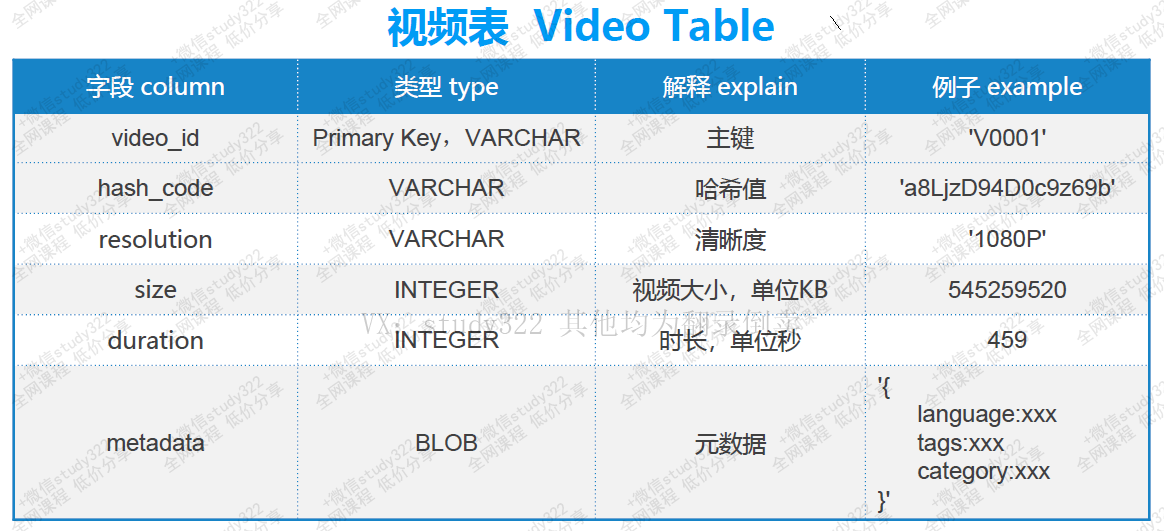 视频表 Video Table
字段 column 类型 type 解释 explain 例子 example
video_id Primary Key，VARCHAR 主键 'V0001'
hash_code VARCHAR 哈希值 'a8LjzD94D0c9z69b'
resolution VARCHAR 清晰度 '1080P'
size INTEGER 视频大小，单位KB 545259520
VX：study322 其他均为翻录倒卖
duration INTEGER 时长，单位秒 459
metadata BLOB 元数据 '{
language:xxx
tags:xxx
category:xxx
}'
+微信study322
全网课程 低价分享